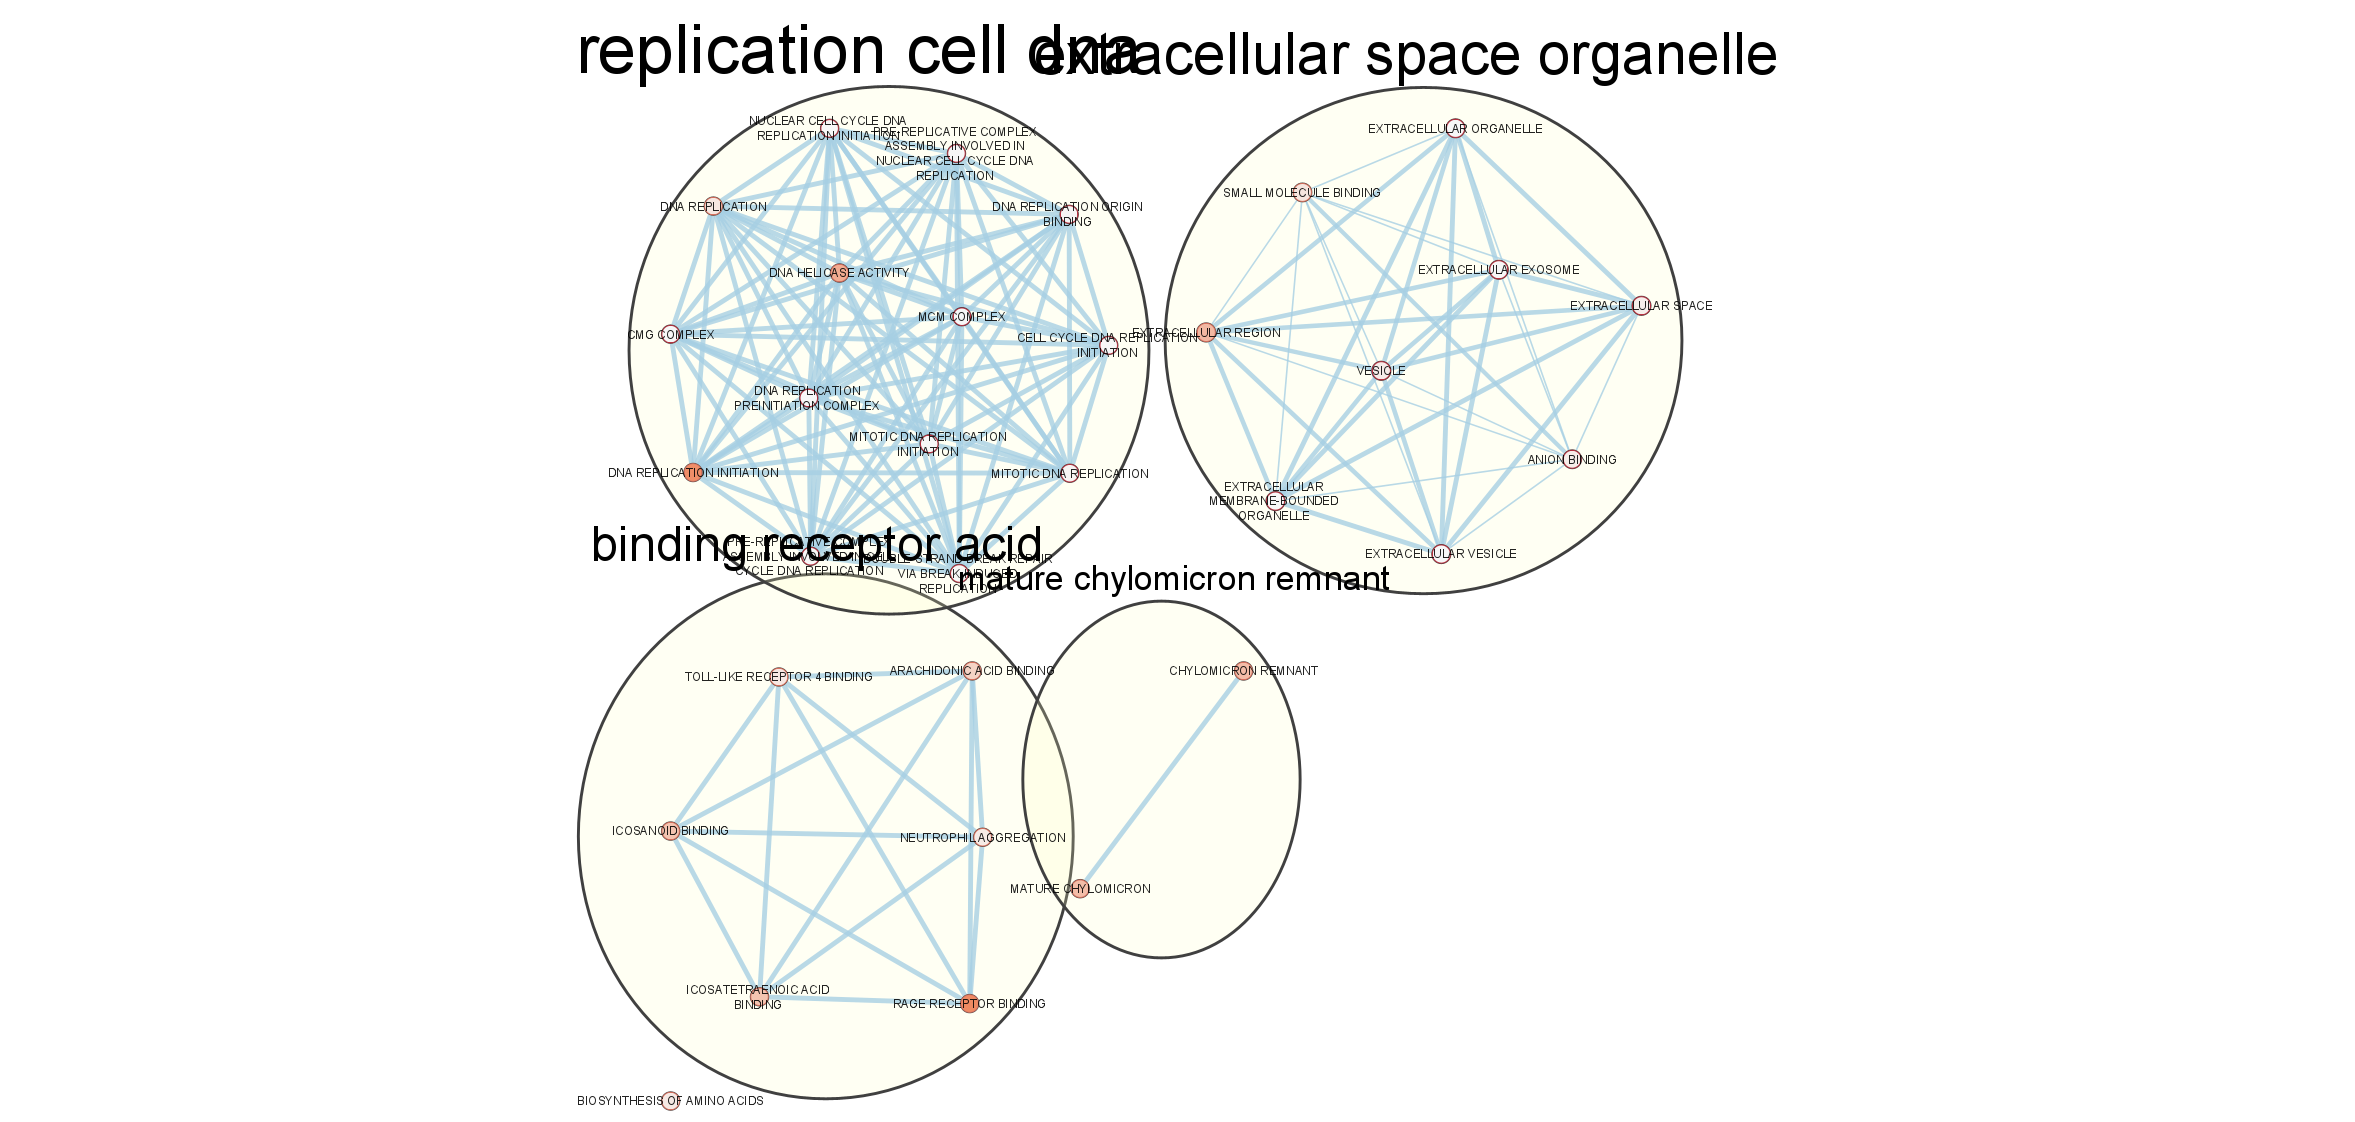 replication cell dna
extracellular space organelle
NUCLEAR CELL CYCLE DNA
REPLICATION INITIATION
PRE-REPLICATIVE COMPLEX
ASSEMBLY INVOLVED IN
NUCLEAR CELL CYCLE DNA
REPLICATION
DNA REPLICATION
DNA REPLICATION ORIGIN
BINDING
DNA HELICASE ACTIVITY
MCM COMPLEX
CMG COMPLEX
CELL CYCLE DNA REPLICATION
INITIATION
DNA REPLICATION
PREINITIATION COMPLEX
MITOTIC DNA REPLICATION
INITIATION
DNA REPLICATION INITIATION
MITOTIC DNA REPLICATION
PRE-REPLICATIVE COMPLEX
ASSEMBLY INVOLVED IN CELL
CYCLE DNA REPLICATION
DOUBLE-STRAND BREAK REPAIR
VIA BREAK-INDUCED
REPLICATION
EXTRACELLULAR ORGANELLE
SMALL MOLECULE BINDING
EXTRACELLULAR EXOSOME
EXTRACELLULAR SPACE
EXTRACELLULAR REGION
VESICLE
ANION BINDING
EXTRACELLULAR
MEMBRANE-BOUNDED
ORGANELLE
EXTRACELLULAR VESICLE
binding receptor acid
mature chylomicron remnant
TOLL-LIKE RECEPTOR 4 BINDING
ARACHIDONIC ACID BINDING
CHYLOMICRON REMNANT
ICOSANOID BINDING
NEUTROPHIL AGGREGATION
MATURE CHYLOMICRON
ICOSATETRAENOIC ACID
BINDING
RAGE RECEPTOR BINDING
BIOSYNTHESIS OF AMINO ACIDS